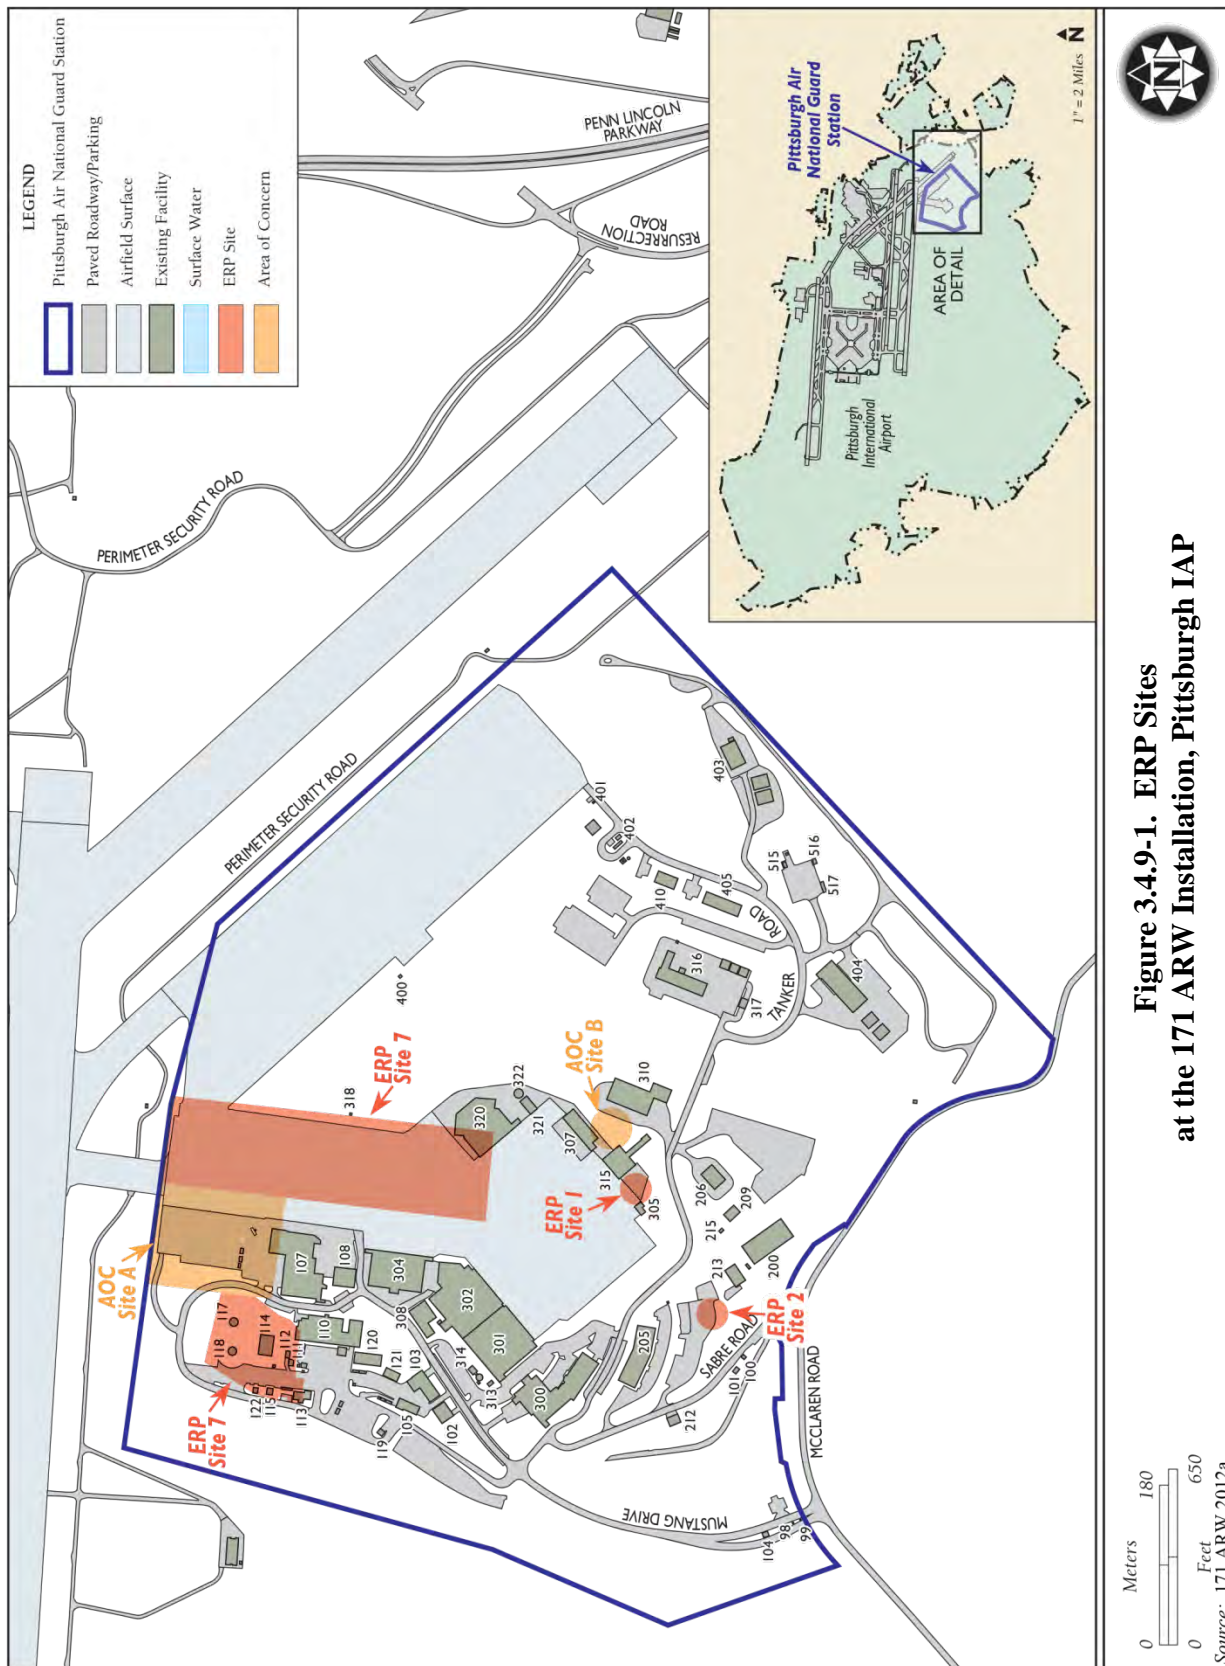 LEGEND
Pittsburgh Air National Guard Station
Paved Roadway/Parking
Airfield Surface
Existing Facility
Surface Water
ERP Site
Area of Concern
PENN LINCOLN
PARKWAY
RESURRECTION
ROAD
PERIMETER SECURITY ROAD
PERIMETER SECURITY ROAD
AOC
Site A
ERP
Site 7
ERP
Site 7
AOC
Site B
ERP
Site 1
ERP
Site 2
TANKER
ROAD
SABRE ROAD
MCCLAREN ROAD
MUSTANG DRIVE
117
118
114
112
111
110
122
115
113
107
108
304
308
302
301
120
121
103
105
102
119
314
313
300
205
318
400
320
322
321
307
315
305
310
316
317
401
402
403
410
405
404
515
516
517
206
209
215
213
200
212
101
100
104
98
99
Pittsburgh Air
National Guard
Station
Pittsburgh
International
Airport
AREA OF
DETAIL
1" = 2 Miles
N
N
Meters
0 180
0 650
Feet
Source: 171 ARW 2012a
Figure 3.4.9-1. ERP Sites
at the 171 ARW Installation, Pittsburgh IAP